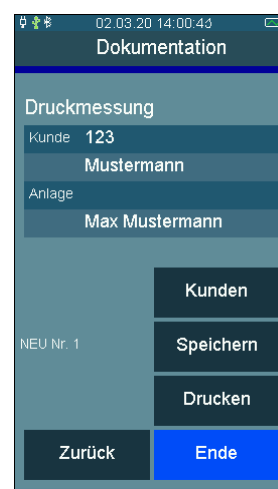 02.03.20 14:00:43
Dokumentation
Druckmessung
Kunde 123
Mustermann
Anlage
Max Mustermann
Kunden
NEU Nr. 1
Speichern
Drucken
Zurück
Ende